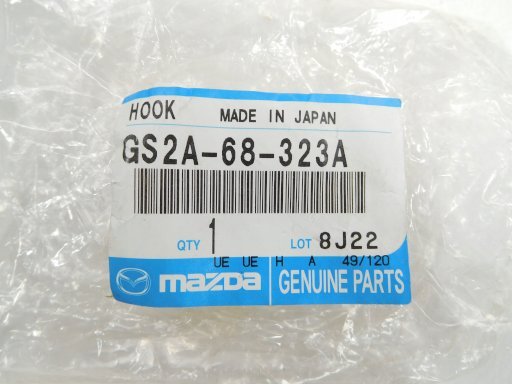 HOOK MADE IN JAPAN
GS2A-68-323A
QTY 1 LOT 8J22
UE UE H A 49/120
mazda GENUINE PARTS